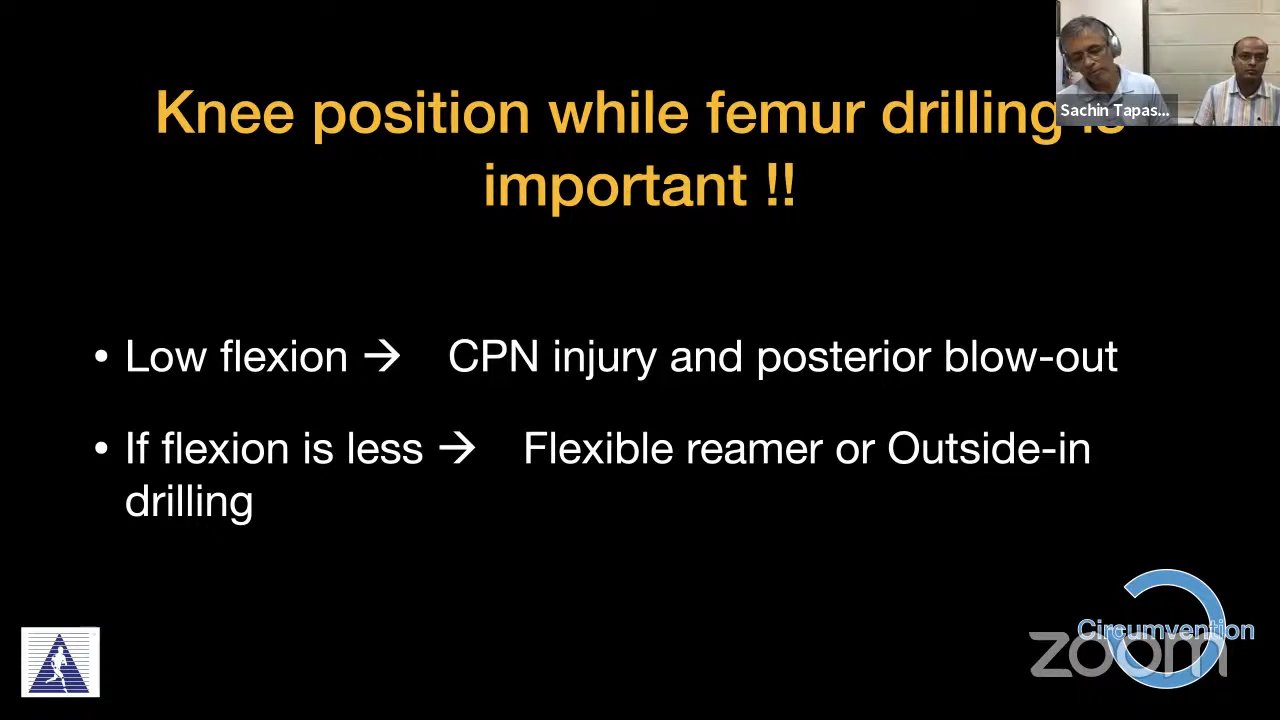 Knee position while femur drilling is
important !!
Sachin Tapas...
• Low flexion → CPN injury and posterior blow-out
• If flexion is less → Flexible reamer or Outside-in
drilling
Circumvention
zoom